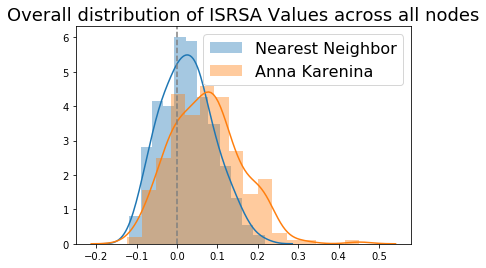 Overall distribution of ISRSA Values across all nodes
6
5
4
3
2
1
0
Nearest Neighbor
Anna Karenina
−0.2 −0.1 0.0 0.1 0.2 0.3 0.4 0.5